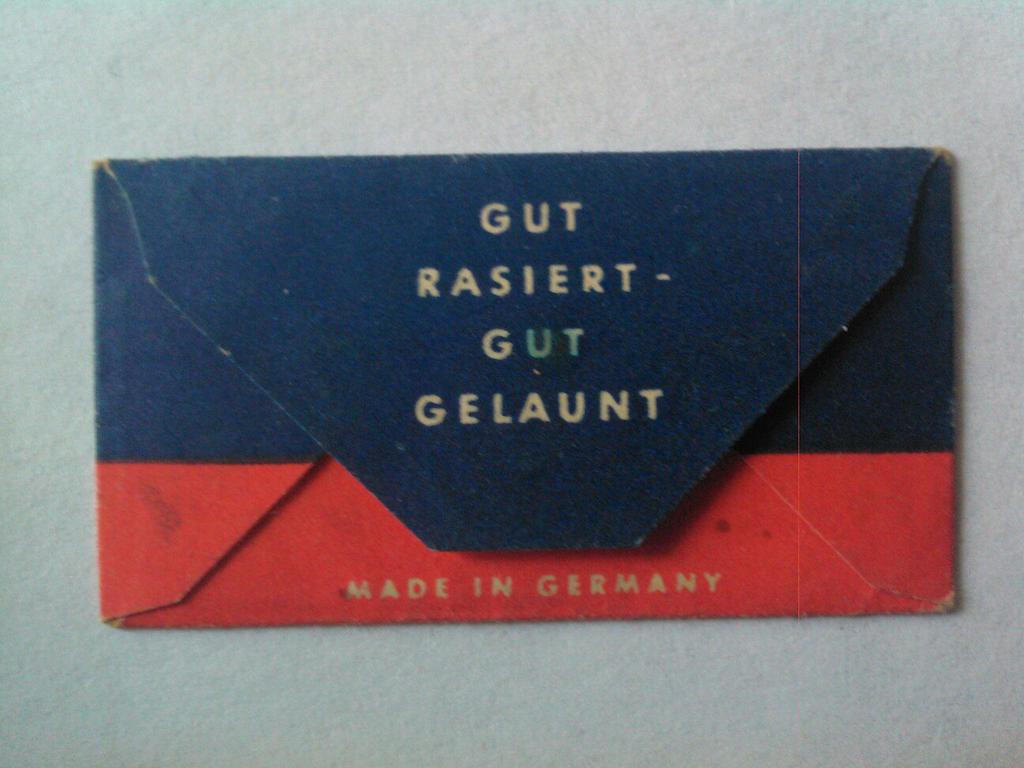 GUT
RASIERT-
GUT
GELAUNT
MADE IN GERMANY